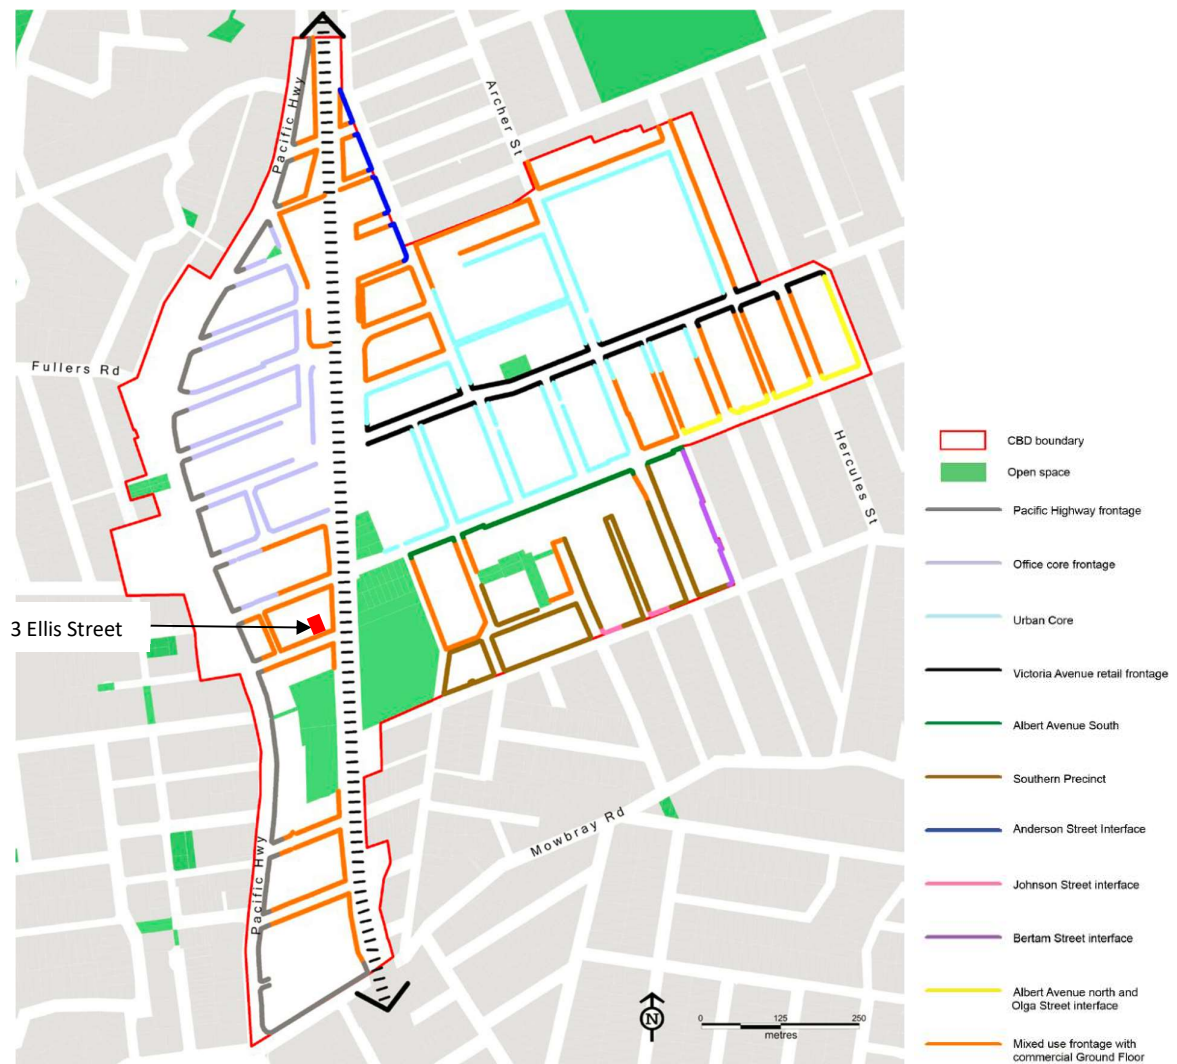 Pacific Hwy
Archer St
Fullers Rd
Hercules St
3 Ellis Street
Mowbray Rd
Pacific Hwy
N
0 125 250
metres
CBD boundary
Open space
Pacific Highway frontage
Office core frontage
Urban Core
Victoria Avenue retail frontage
Albert Avenue South
Southern Precinct
Anderson Street Interface
Johnson Street interface
Bertam Street interface
Albert Avenue north and
Olga Street interface
Mixed use frontage with
commercial Ground Floor